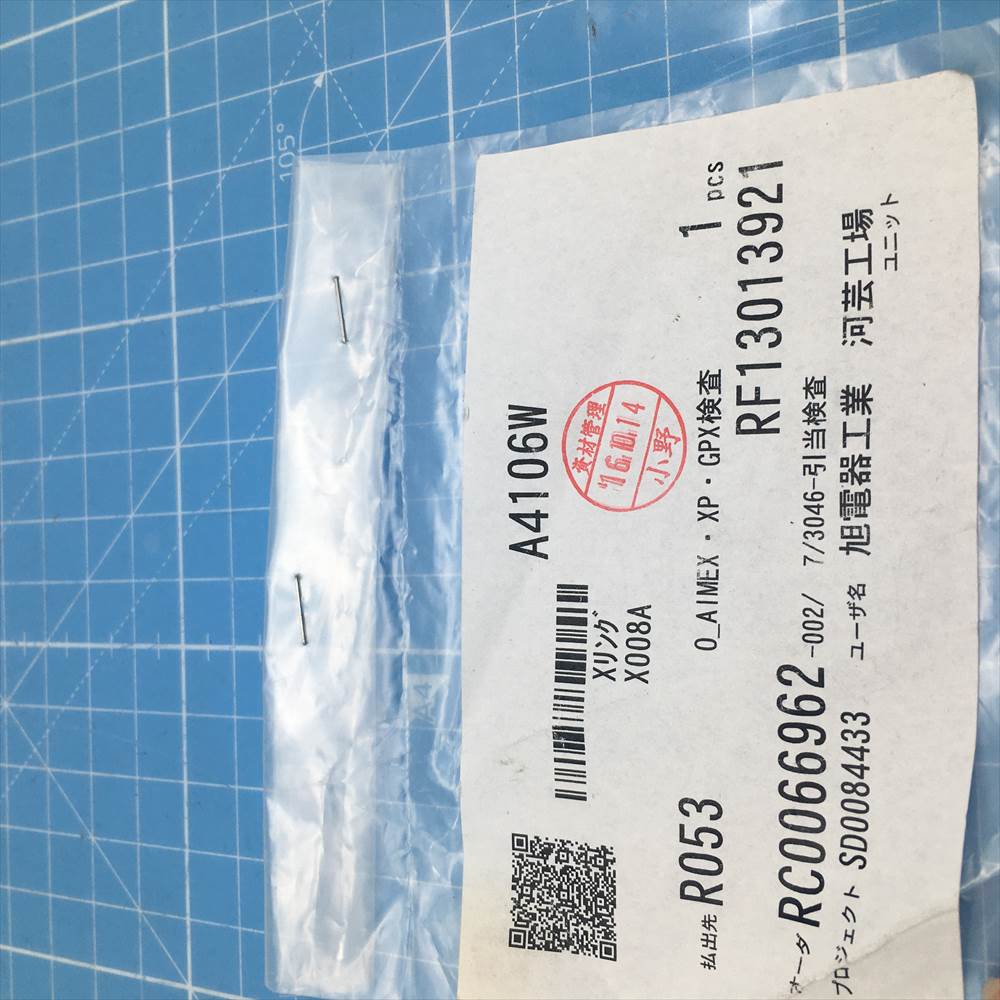 A4106W
Xリング
X008A
資材管理
'16.10.14
小野
払出先 R053 O_AIMEX・XP・GPX検査 1 pcs
RF13013921
オーダ RC0066962-002/ 7/3046-引当検査
プロジェクト SD0084433 ユーザ名 旭電器工業 河芸工場
ユニット
105°
A4